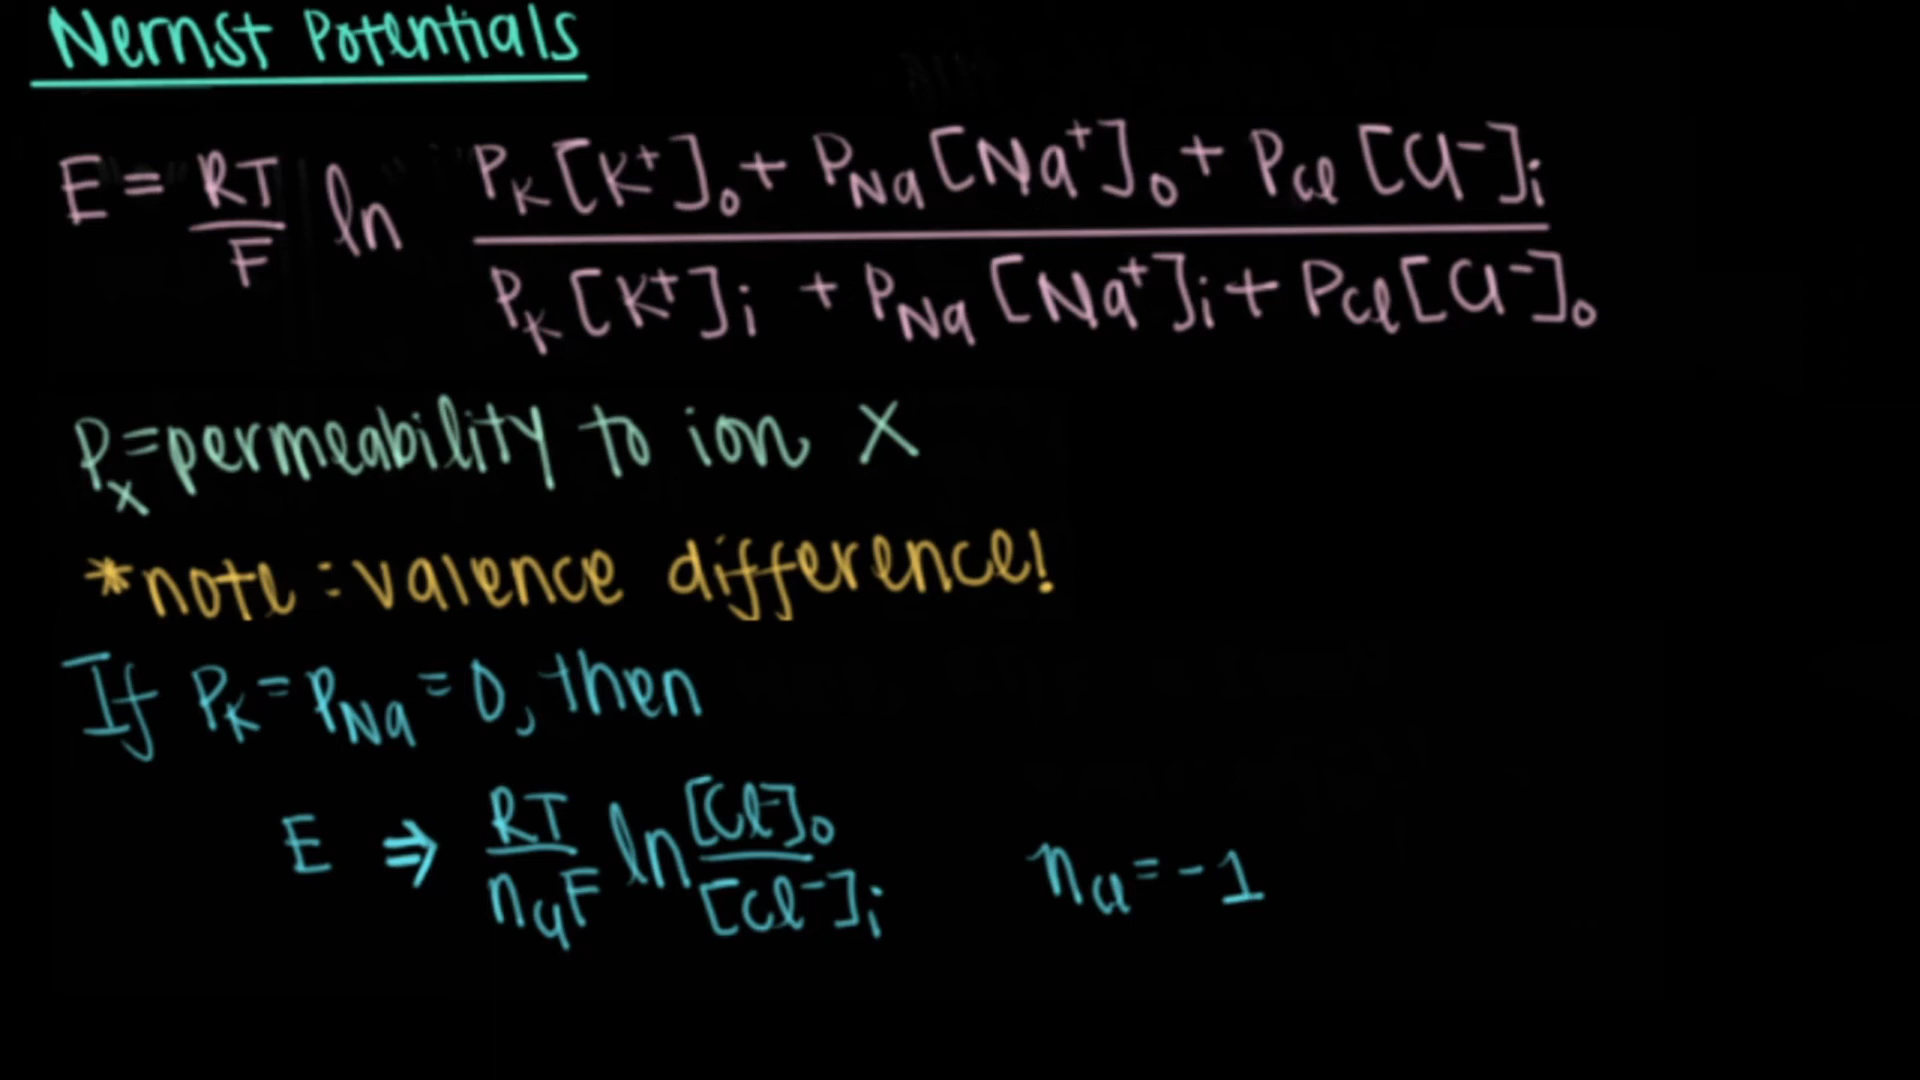 Nernst Potentials
E = RT/F ln (P_K[K⁺]_o + P_Na[Na⁺]_o + P_Cl[Cl⁻]_i) / (P_K[K⁺]_i + P_Na[Na⁺]_i + P_Cl[Cl⁻]_o)
P_x = permeability to ion X
*note: valence difference!
If P_K = P_Na = 0, then
E ⇒ RT/(n_Cl F) ln [Cl⁻]_o/[Cl⁻]_i n_Cl = -1